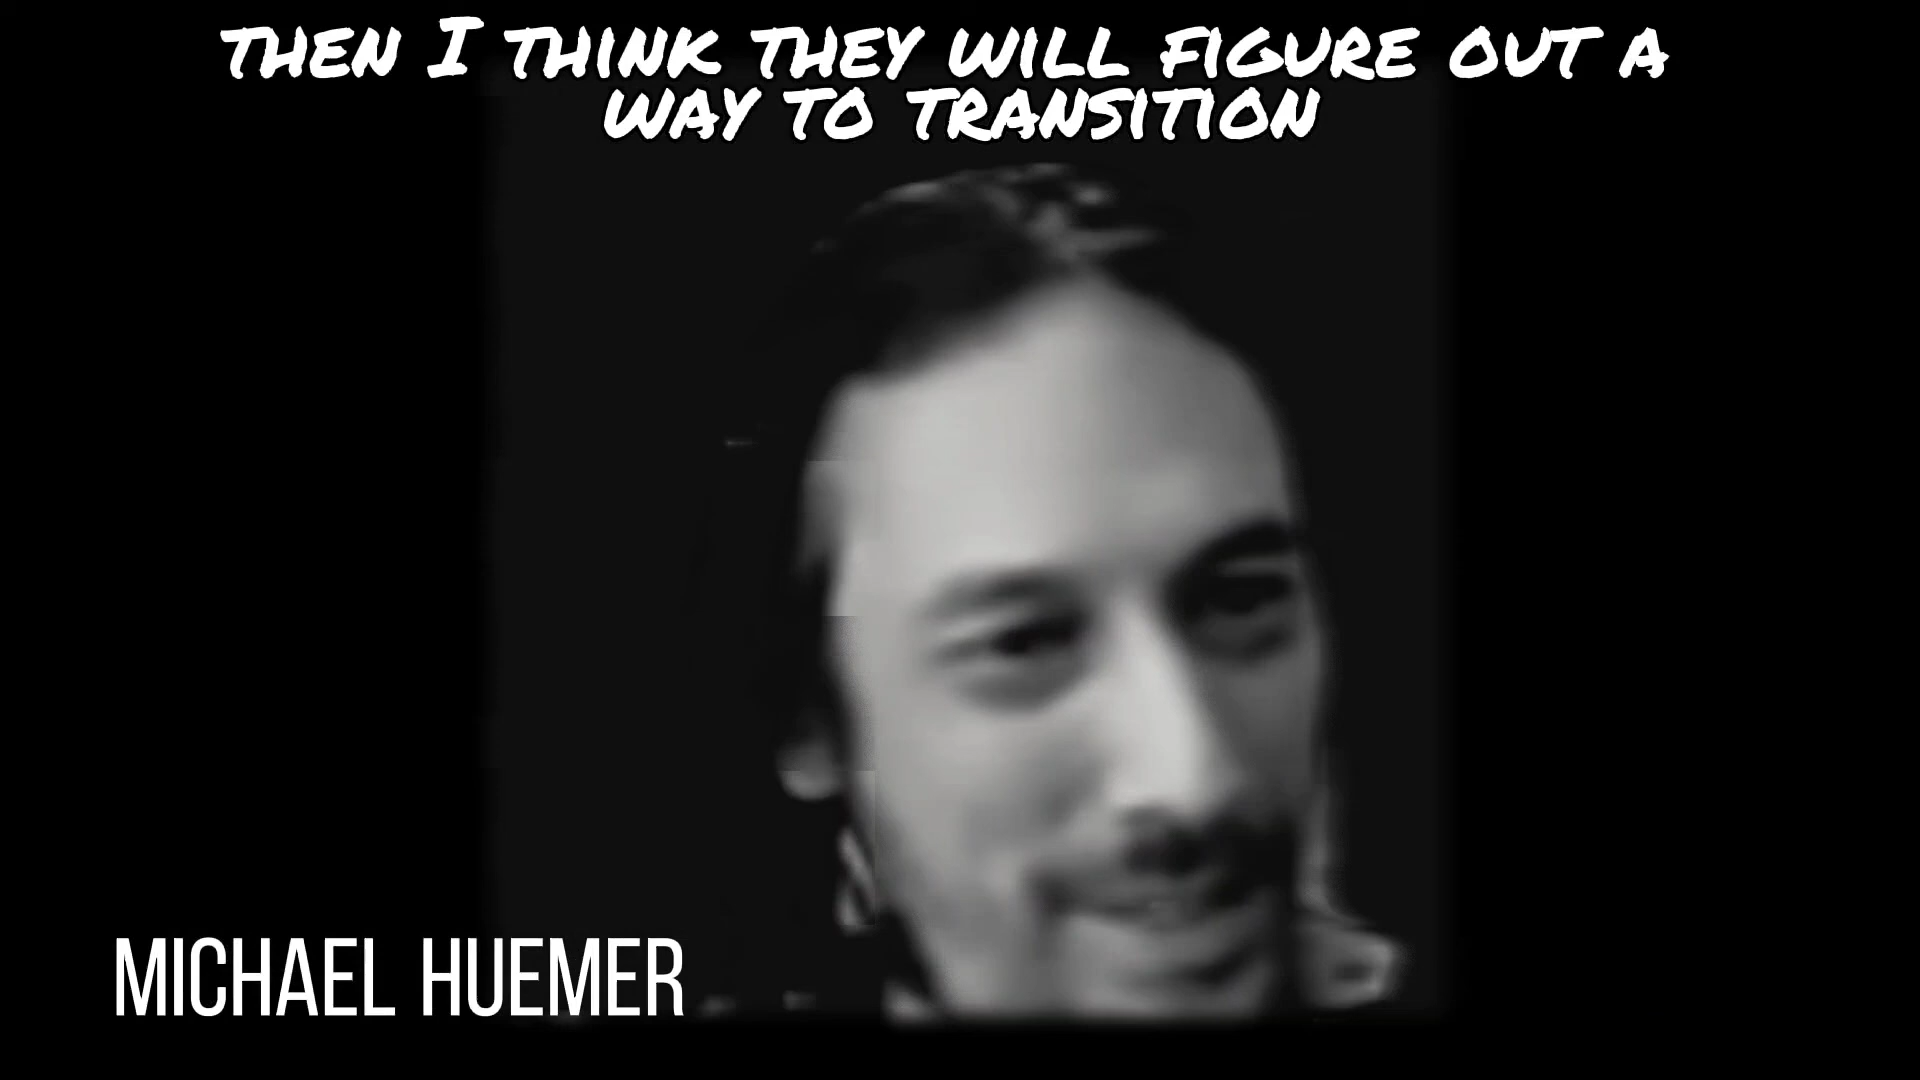 THEN I THINK THEY WILL FIGURE OUT A
WAY TO TRANSITION
MICHAEL HUEMER